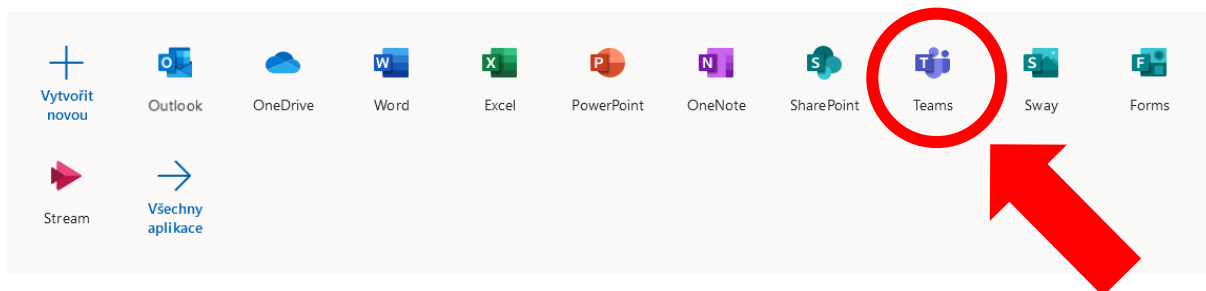 Vytvořit
novou
Outlook
OneDrive
Word
Excel
PowerPoint
OneNote
SharePoint
Teams
Sway
Forms
Stream
Všechny
aplikace